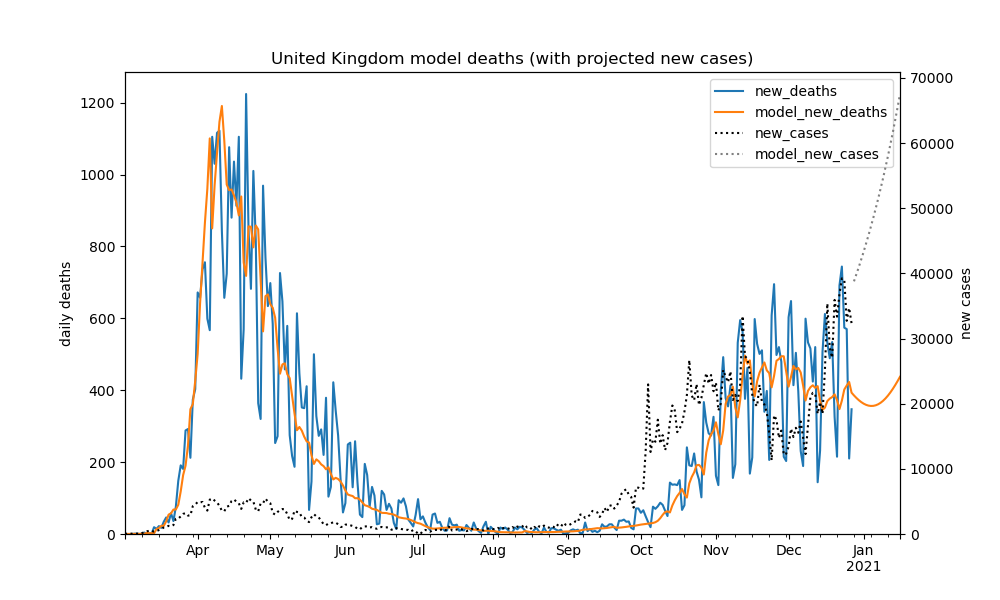 United Kingdom model deaths (with projected new cases)
new_deaths
model_new_deaths
new_cases
model_new_cases
daily deaths
0
200
400
600
800
1000
1200
new cases
0
10000
20000
30000
40000
50000
60000
70000
Apr May Jun Jul Aug Sep Oct Nov Dec Jan
2021